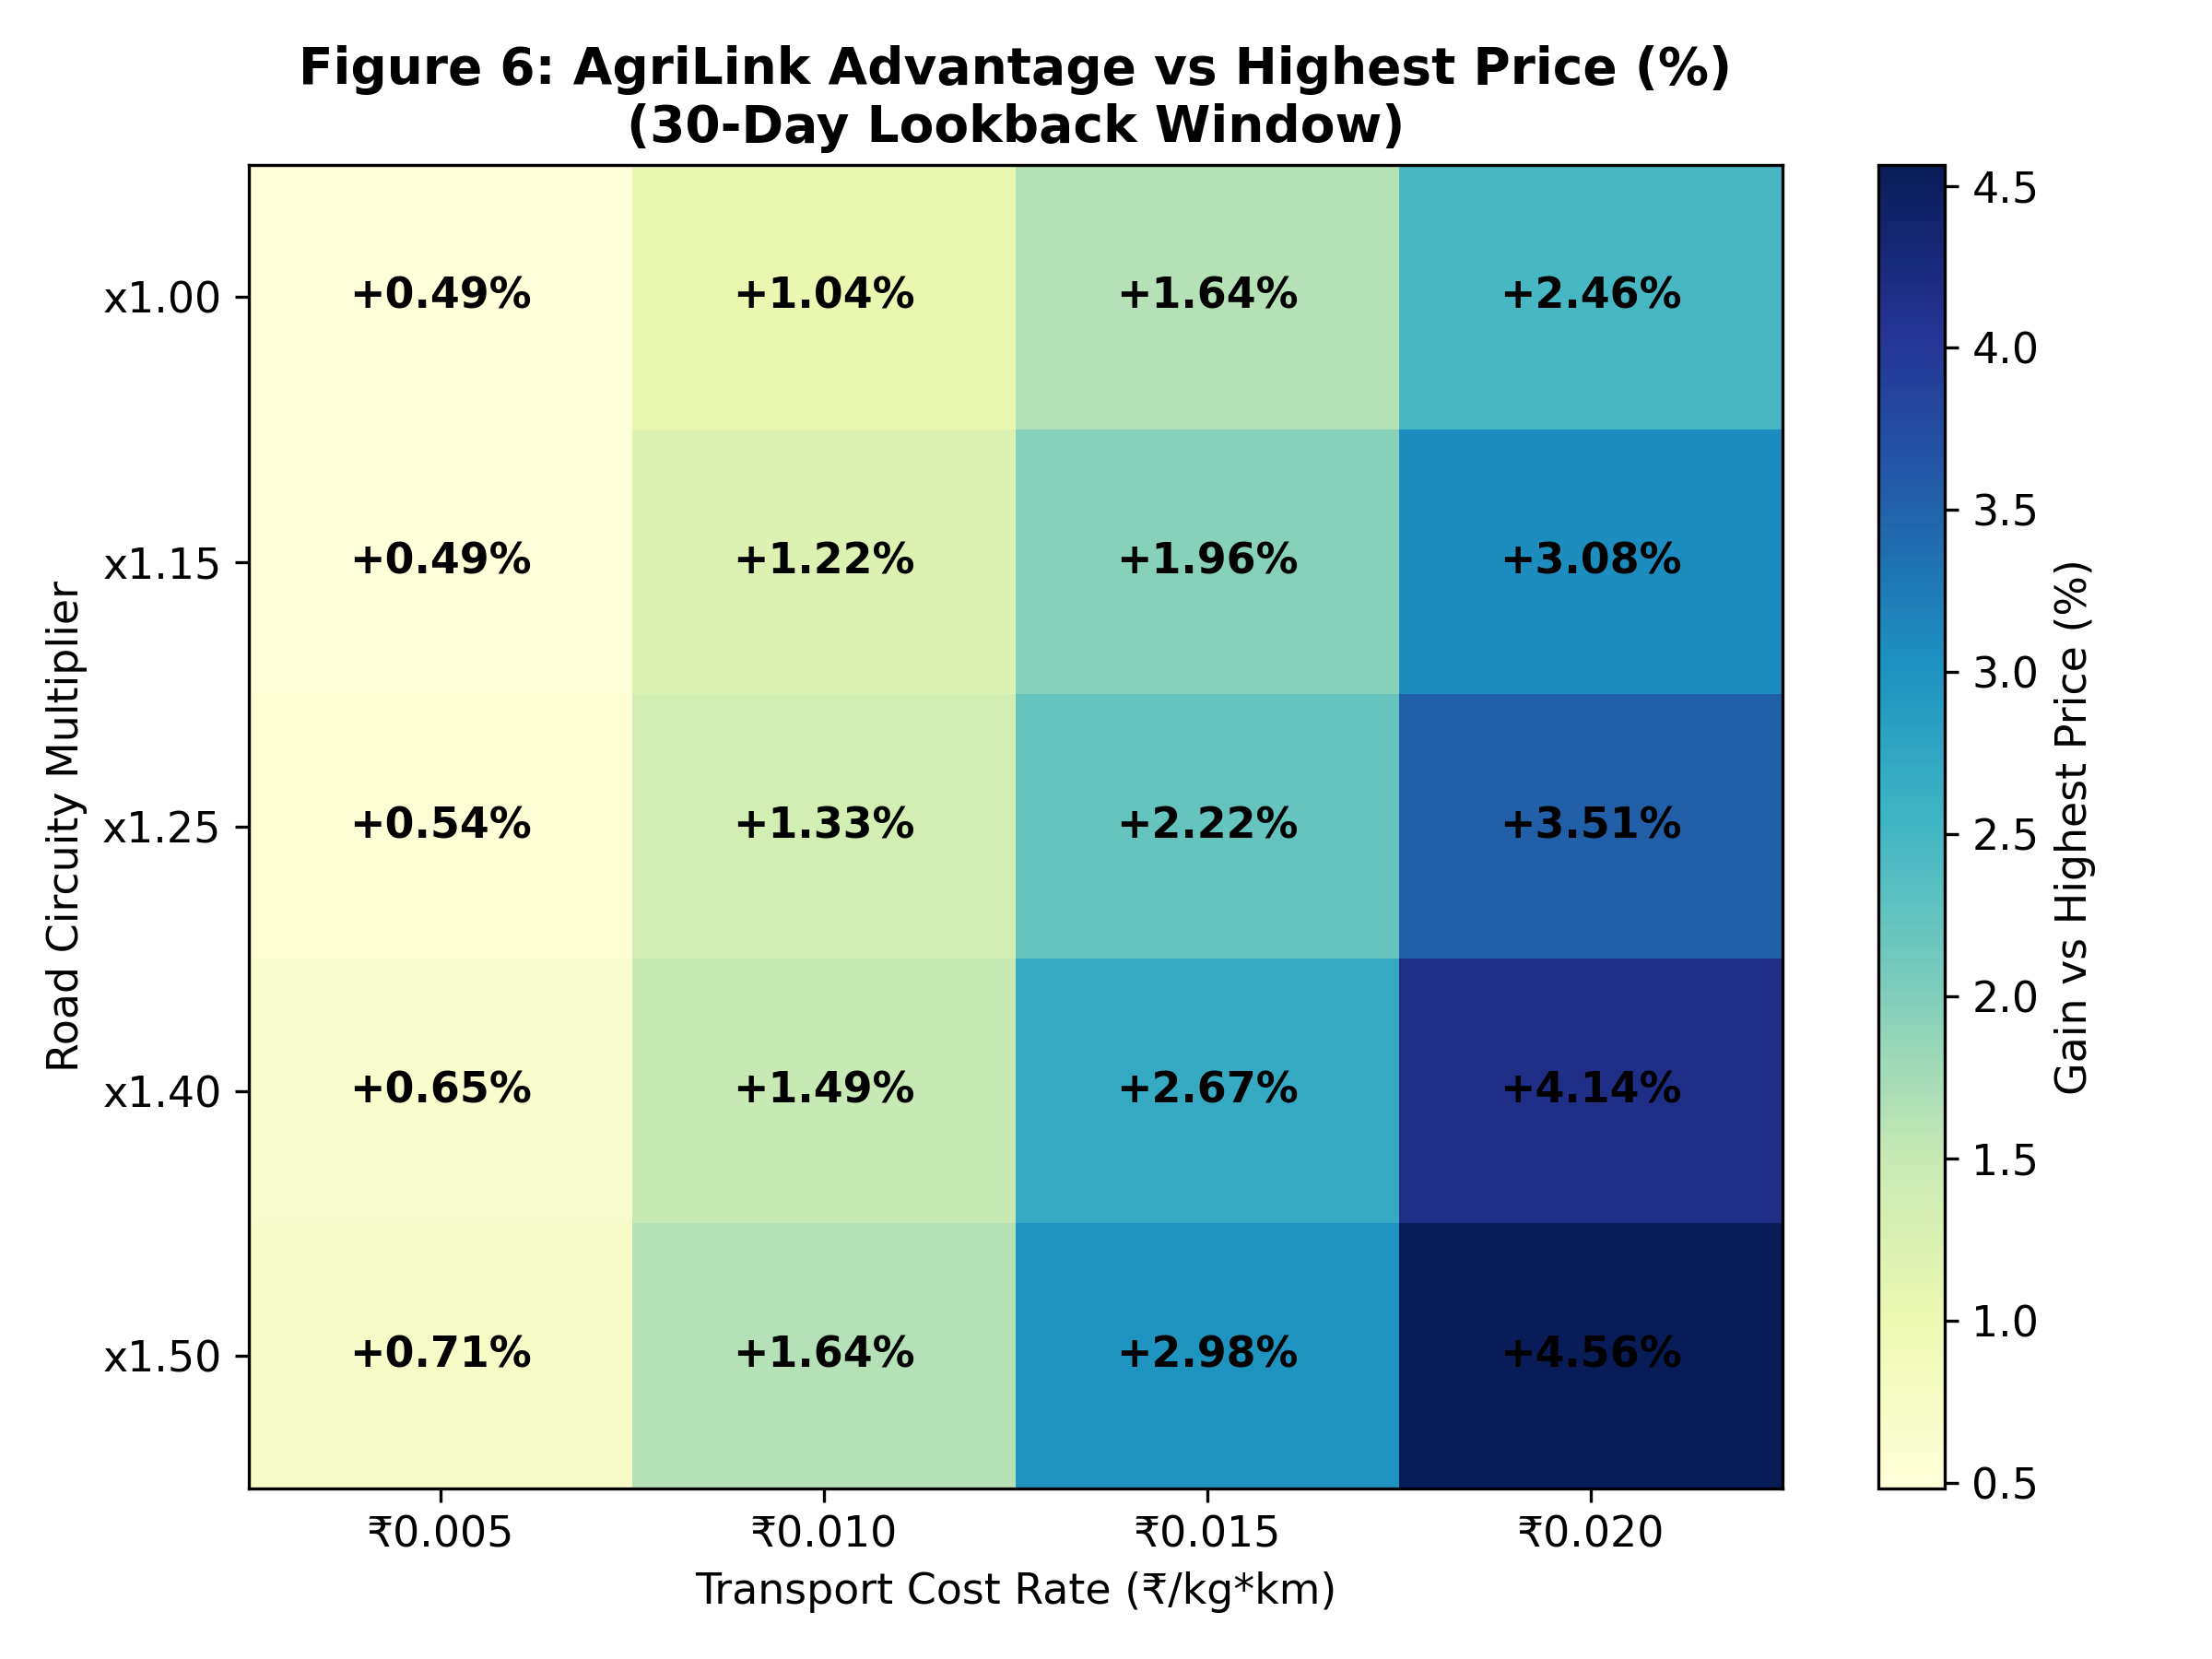 Figure 6: AgriLink Advantage vs Highest Price (%)
(30-Day Lookback Window)
Road Circuity Multiplier
x1.00 +0.49% +1.04% +1.64% +2.46%
x1.15 +0.49% +1.22% +1.96% +3.08%
x1.25 +0.54% +1.33% +2.22% +3.51%
x1.40 +0.65% +1.49% +2.67% +4.14%
x1.50 +0.71% +1.64% +2.98% +4.56%
₹0.005 ₹0.010 ₹0.015 ₹0.020
Transport Cost Rate (₹/kg*km)
4.5
4.0
3.5
3.0
2.5
2.0
1.5
1.0
0.5
Gain vs Highest Price (%)